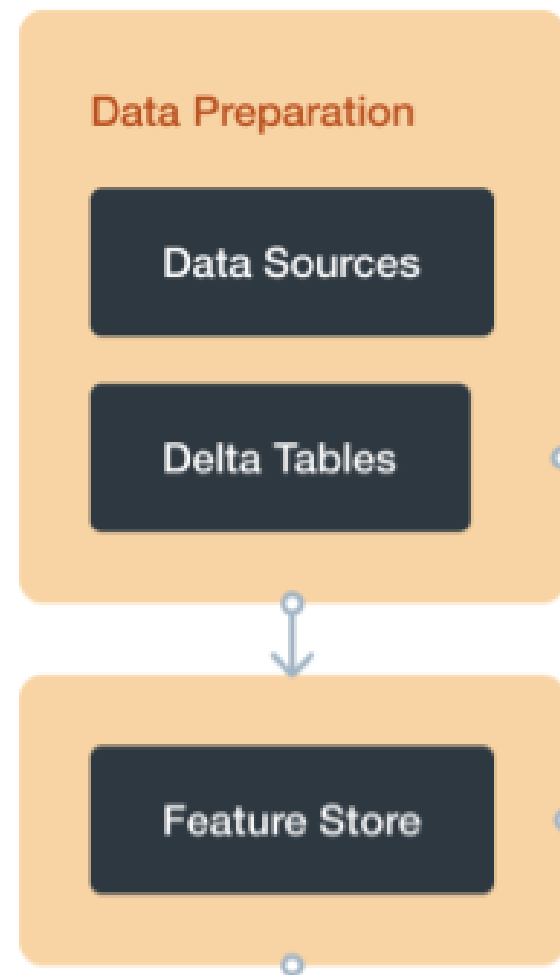 Data Preparation
Data Sources
Delta Tables
Feature Store